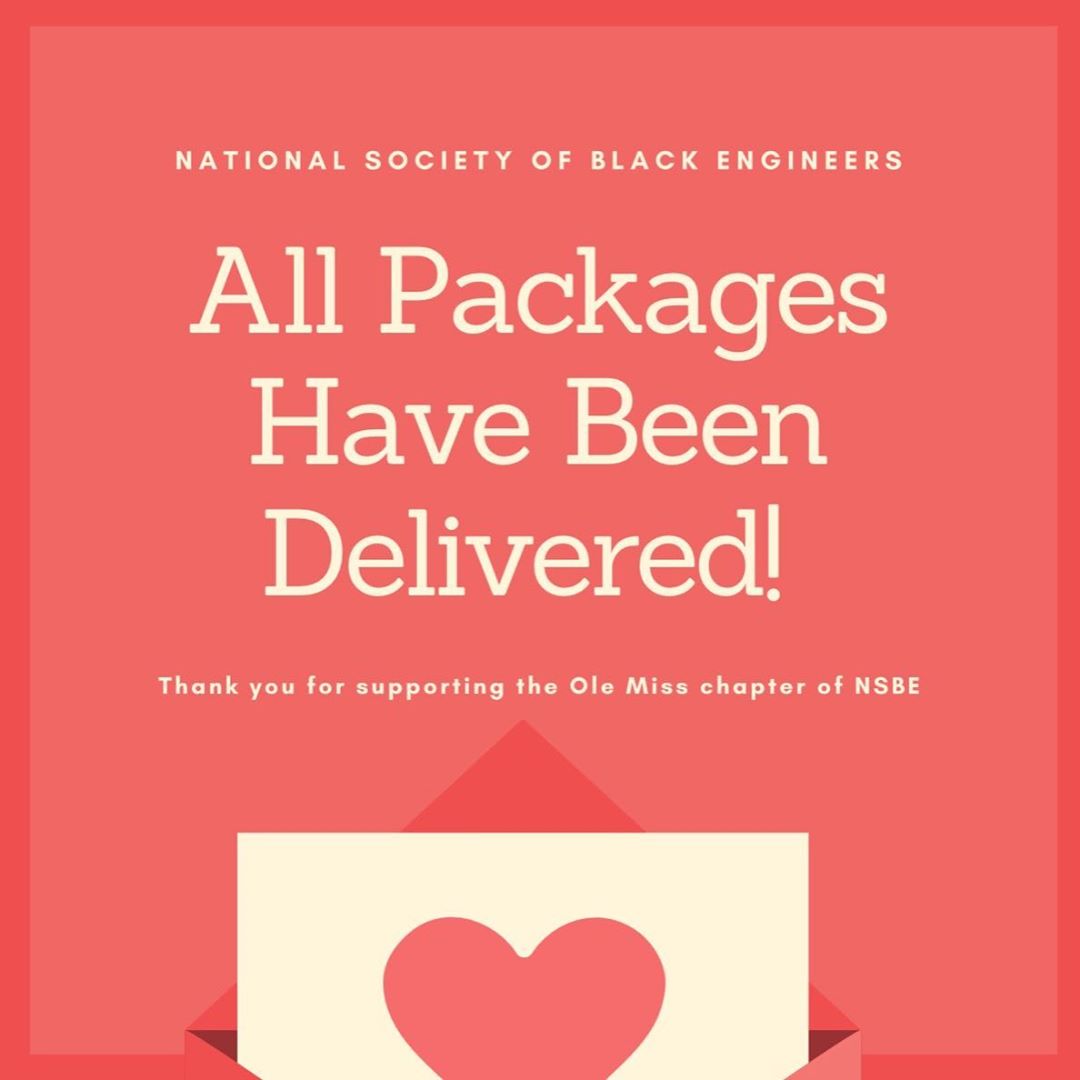 NATIONAL SOCIETY OF BLACK ENGINEERS
All Packages
Have Been
Delivered!
Thank you for supporting the Ole Miss chapter of NSBE